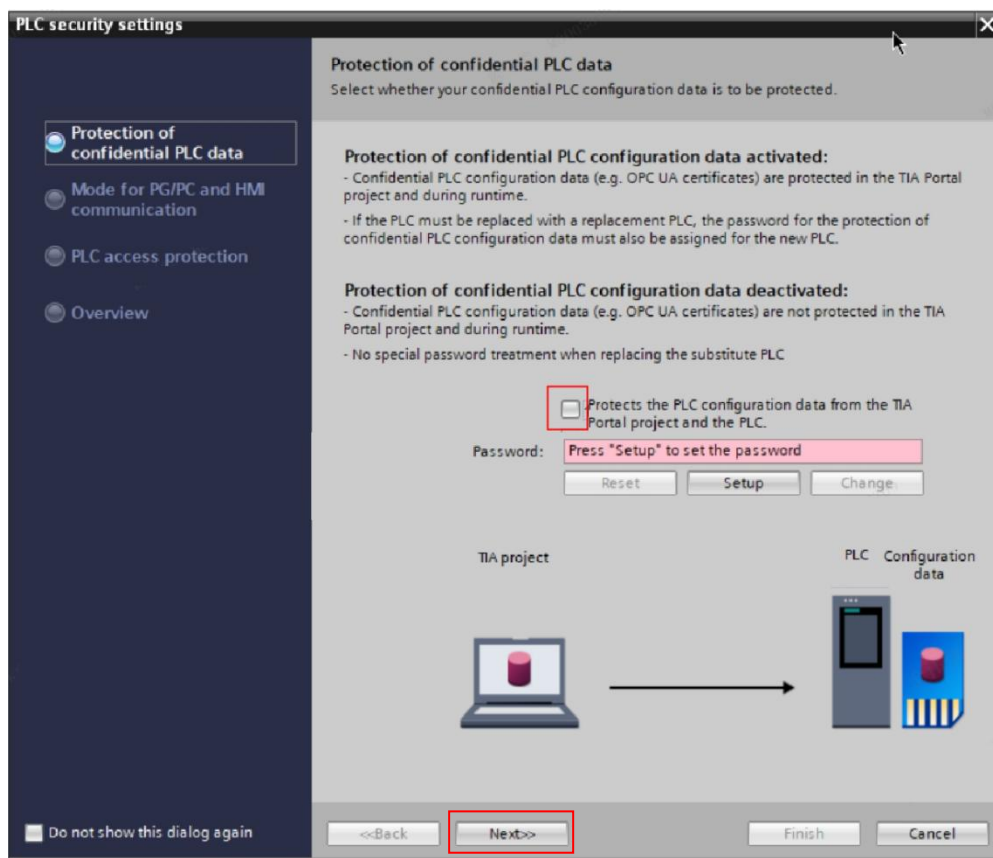 PLC security settings
Protection of
confidential PLC data
Mode for PG/PC and HMI
communication
PLC access protection
Overview
Protection of confidential PLC data
Select whether your confidential PLC configuration data is to be protected.
Protection of confidential PLC configuration data activated:
- Confidential PLC configuration data (e.g. OPC UA certificates) are protected in the TIA Portal
project and during runtime.
- If the PLC must be replaced with a replacement PLC, the password for the protection of
confidential PLC configuration data must also be assigned for the new PLC.
Protection of confidential PLC configuration data deactivated:
- Confidential PLC configuration data (e.g. OPC UA certificates) are not protected in the TIA
Portal project and during runtime.
- No special password treatment when replacing the substitute PLC
Protects the PLC configuration data from the TIA
Portal project and the PLC.
Password: Press "Setup" to set the password
Reset Setup Change
TIA project PLC Configuration
data
Do not show this dialog again
<<Back Next>> Finish Cancel